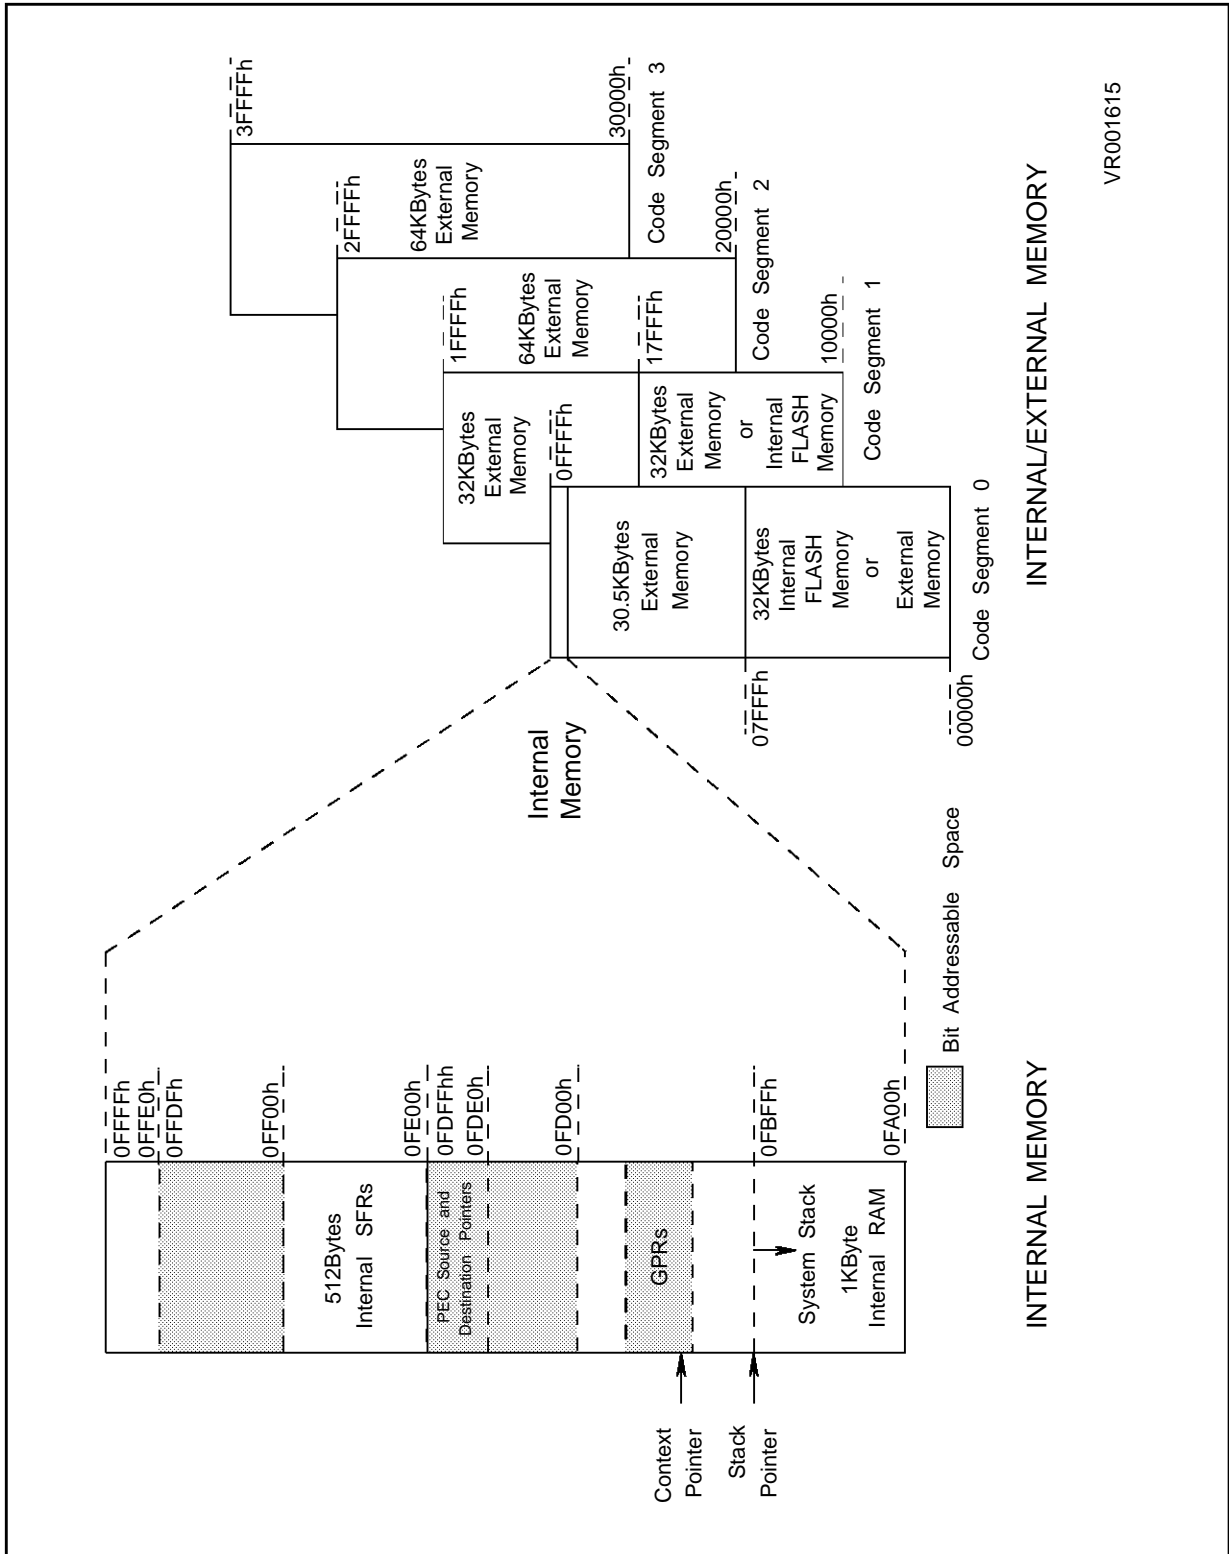 0FFFFh
0FFE0h
0FFDFh
0FF00h
512Bytes
Internal SFRs
0FE00h
PEC Source and
Destination Pointers
0FDFFhh
0FDE0h
0FD00h
GPRs
Context
Pointer
Stack
Pointer
0FBFFh
System Stack
1KByte
Internal RAM
0FA00h
Bit Addressable Space
INTERNAL MEMORY
Internal
Memory
3FFFFh
64KBytes
External
Memory
30000h
Code Segment 3
2FFFFh
64KBytes
External
Memory
20000h
Code Segment 2
1FFFFh
32KBytes
External
Memory
17FFFh
32KBytes
External
Memory
or
Internal
FLASH
Memory
10000h
Code Segment 1
0FFFFh
30.5KBytes
External
Memory
07FFFh
32KBytes
Internal
FLASH
Memory
or
External
Memory
00000h
Code Segment 0
INTERNAL/EXTERNAL MEMORY
VR001615